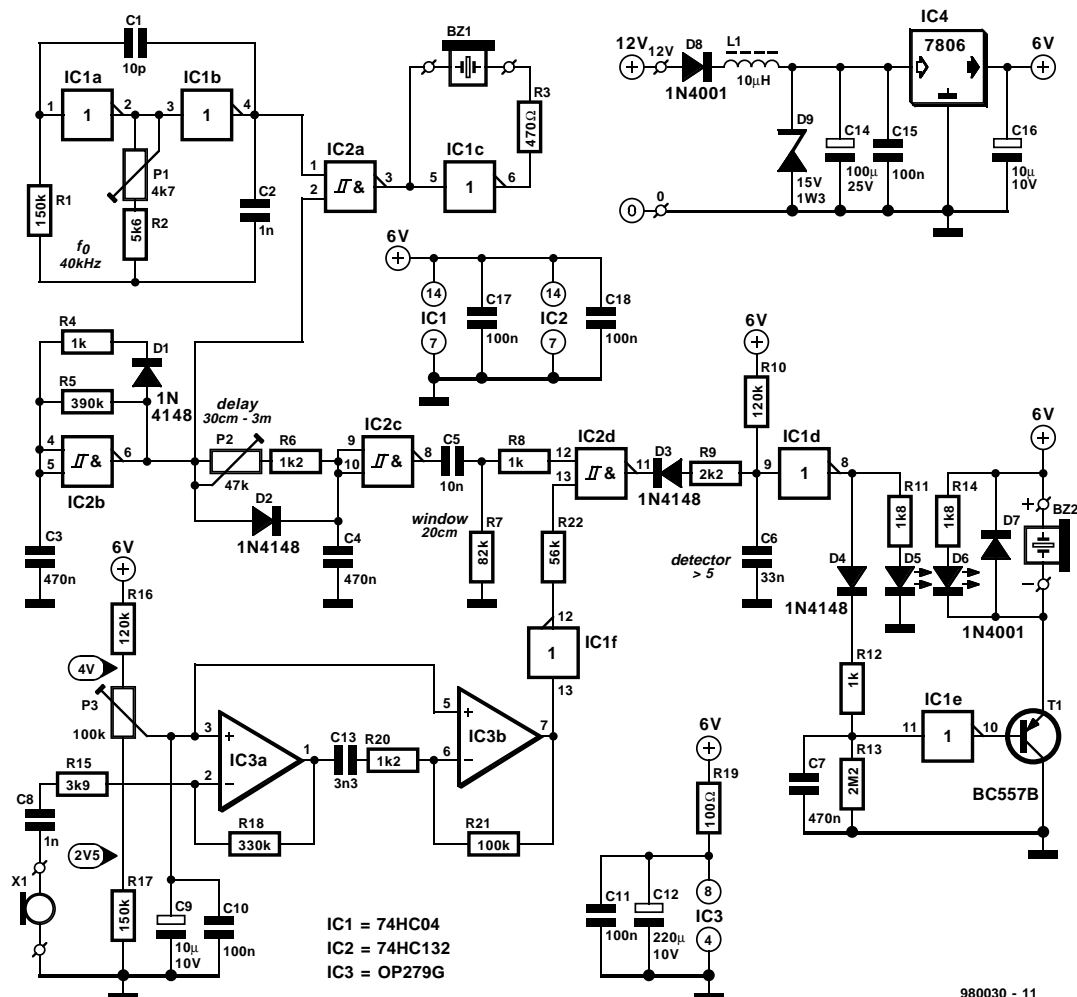 C1
10p
IC1a
1
1
2
3
IC1b
1
4
P1
4k7
R1
150k
R2
5k6
C2
1n
f0
40kHz
BZ1
R3
470Ω
IC2a
1
2
&
3
IC1c
5
1
6
12V
12V
D8
1N4001
L1
10µH
IC4
7806
6V
D9
15V
1W3
C14
100µ
25V
C15
100n
C16
10µ
10V
0
0
6V
14
IC1
7
C17
100n
14
IC2
7
C18
100n
R4
1k
D1
1N
4148
R5
390k
4
5
&
6
IC2b
C3
470n
delay
30cm - 3m
P2
47k
R6
1k2
D2
1N4148
IC2c
9
10
&
8
C4
470n
C5
10n
R8
1k
window
20cm
R7
82k
IC2d
12
13
&
11
R22
56k
D3
1N4148
R9
2k2
6V
R10
120k
detector
> 5
C6
33n
IC1d
9
1
8
D4
1N4148
R11
1k8
D5
R14
1k8
D6
D7
1N4001
6V
+
BZ2
–
12
1
IC1f
13
R12
1k
IC1e
11
1
10
T1
BC557B
C7
470n
R13
2M2
6V
R16
120k
4V
P3
100k
R15
3k9
C8
1n
2V5
X1
R17
150k
3
+
2
–
IC3a
1
R18
330k
C9
10µ
10V
C10
100n
C13
3n3
R20
1k2
5
+
6
–
IC3b
7
R21
100k
6V
R19
100Ω
C11
100n
C12
220µ
10V
8
IC3
4
IC1 = 74HC04
IC2 = 74HC132
IC3 = OP279G
980030 - 11